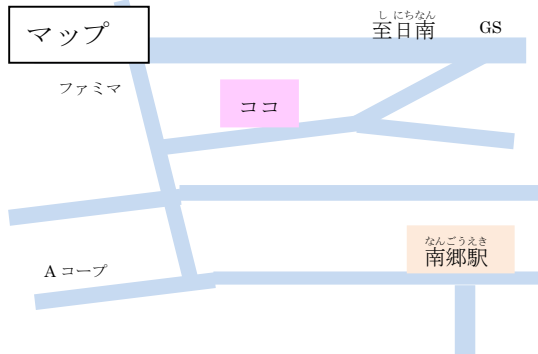 マップ
し にちなん
至日南
GS
ファミマ
ココ
なんごうえき
南郷駅
A コープ